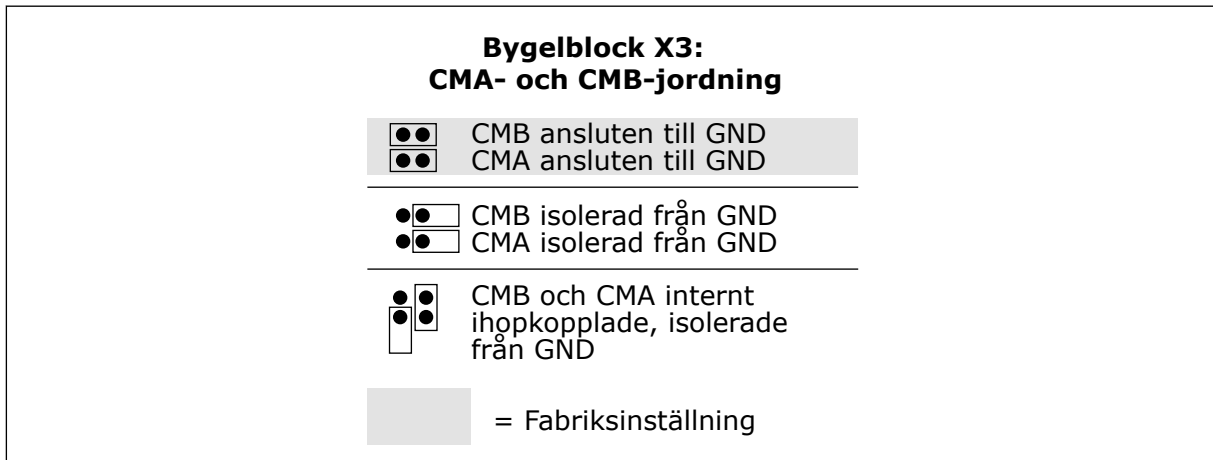 Bygelblock X3:
CMA- och CMB-jordning
CMB ansluten till GND
CMA ansluten till GND
CMB isolerad från GND
CMA isolerad från GND
CMB och CMA internt
ihopkopplade, isolerade
från GND
= Fabriksinställning